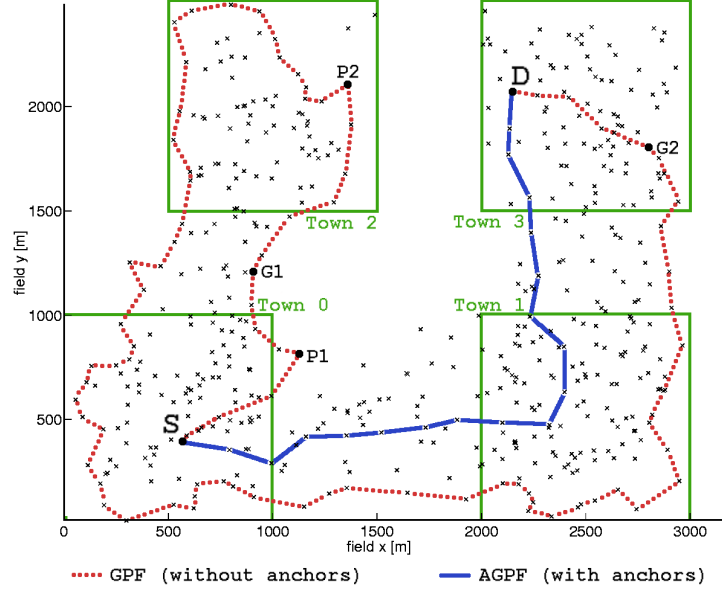 P2
D
2000
G2
1500
Town 2
Town 3
G1
field y [m]
Town 0
Town 1
1000
P1
500
S
0
500
1000
1500
2000
2500
3000
field x [m]
GPF (without anchors)
AGPF (with anchors)